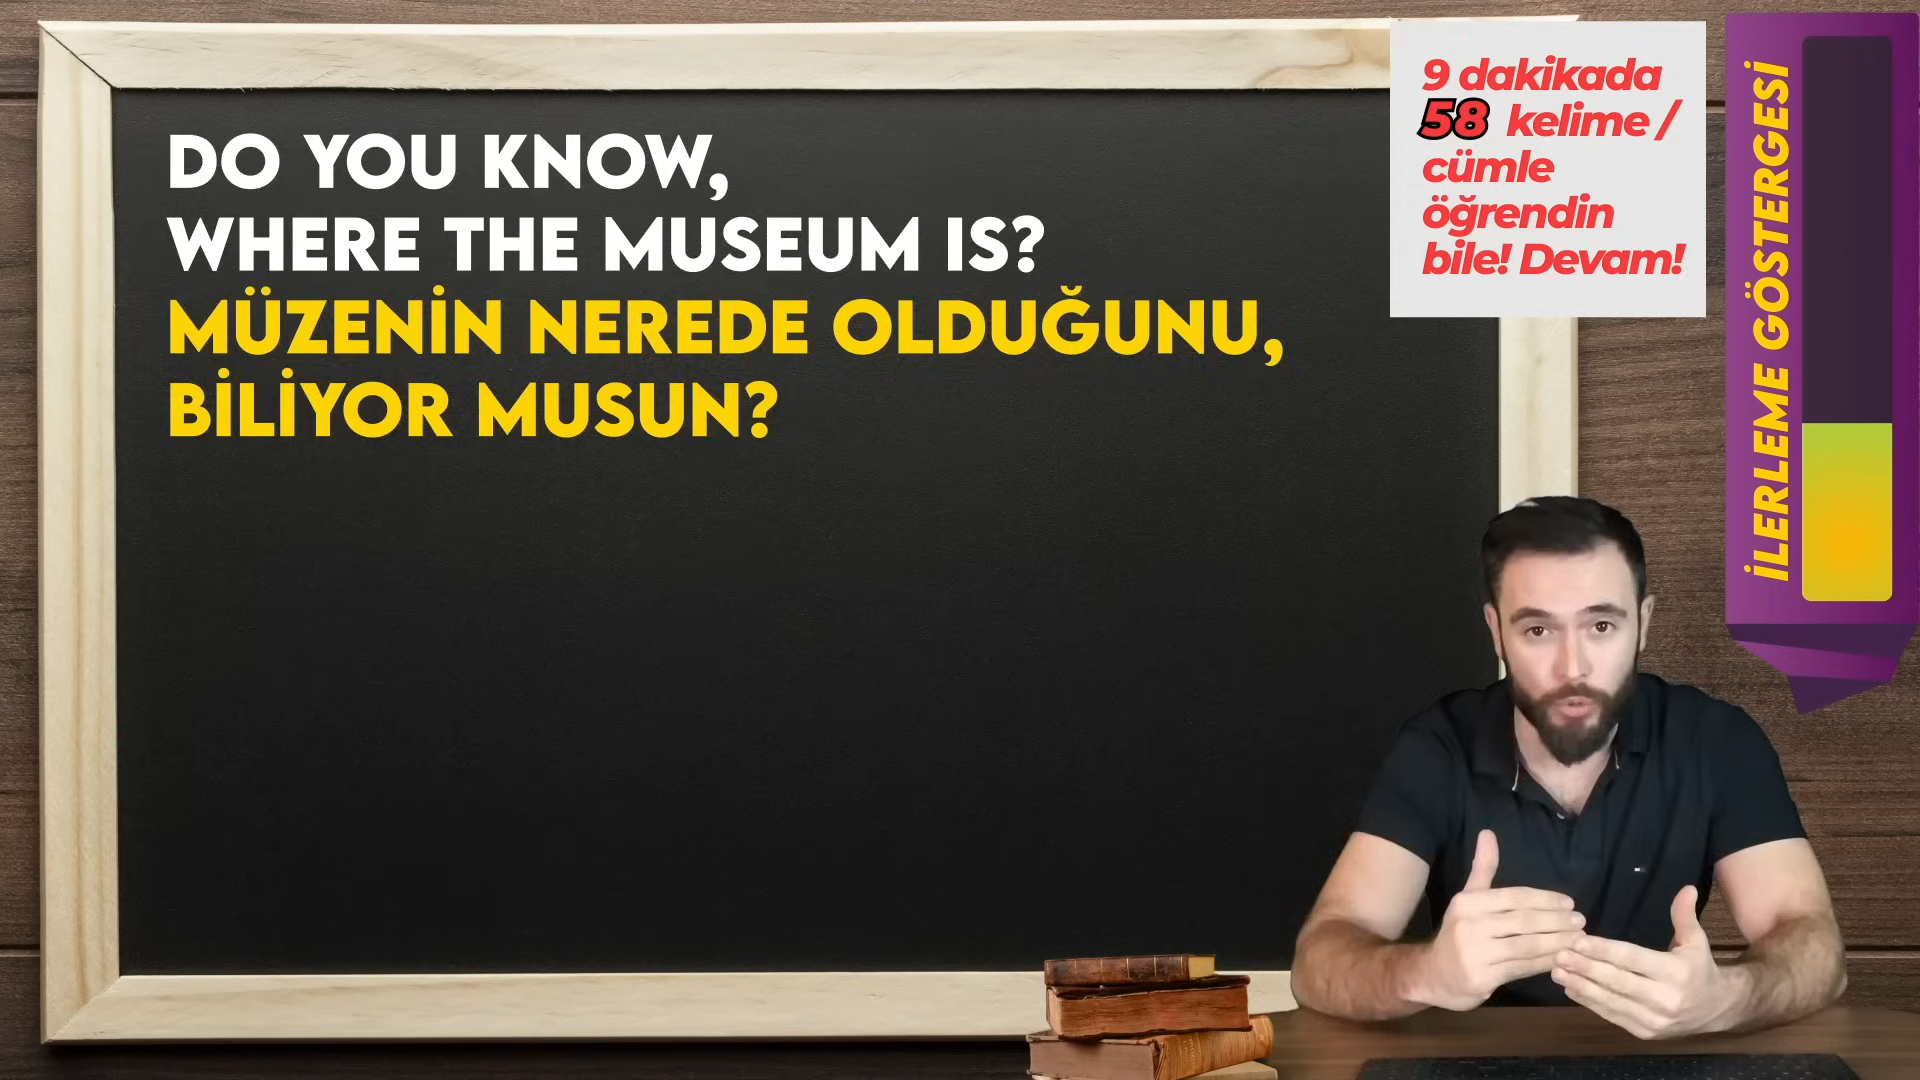 DO YOU KNOW,
WHERE THE MUSEUM IS?
MÜZENİN NEREDE OLDUĞUNU,
BİLİYOR MUSUN?
9 dakikada
58 kelime /
cümle
öğrendin
bile! Devam!
İLERLEME GÖSTERGESİ